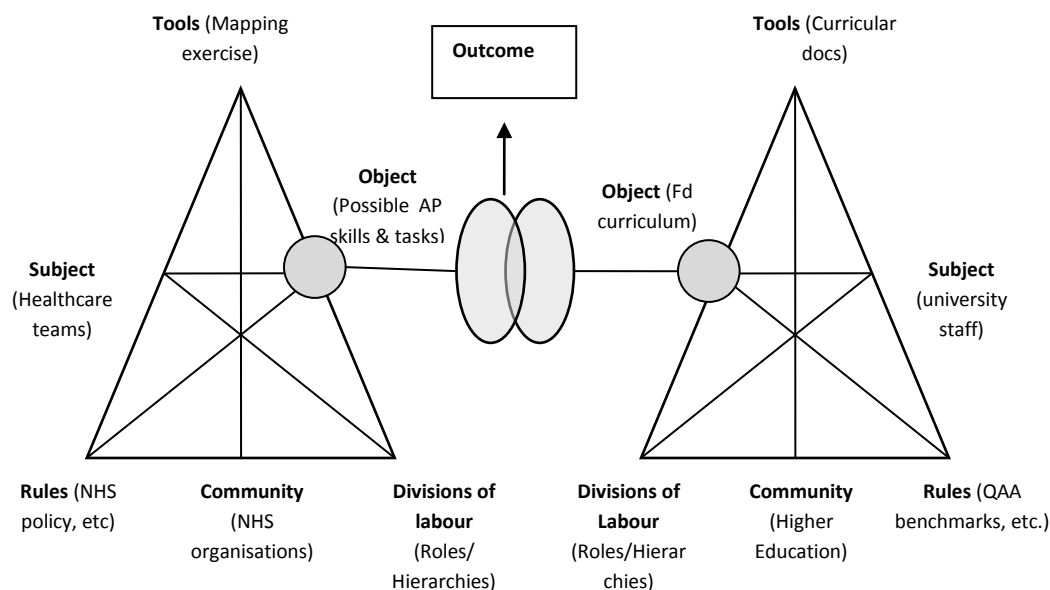 Tools (Mapping
exercise)
Outcome
Tools (Curricular
docs)
Object
(Possible AP
skills & tasks)
Object (Fd
curriculum)
Subject
(Healthcare
teams)
Subject
(university
staff)
Rules (NHS
policy, etc)
Community
(NHS
organisations)
Divisions of
labour
(Roles/
Hierarchies)
Divisions of
Labour
(Roles/Hierar
chies)
Community
(Higher
Education)
Rules (QAA
benchmarks, etc.)